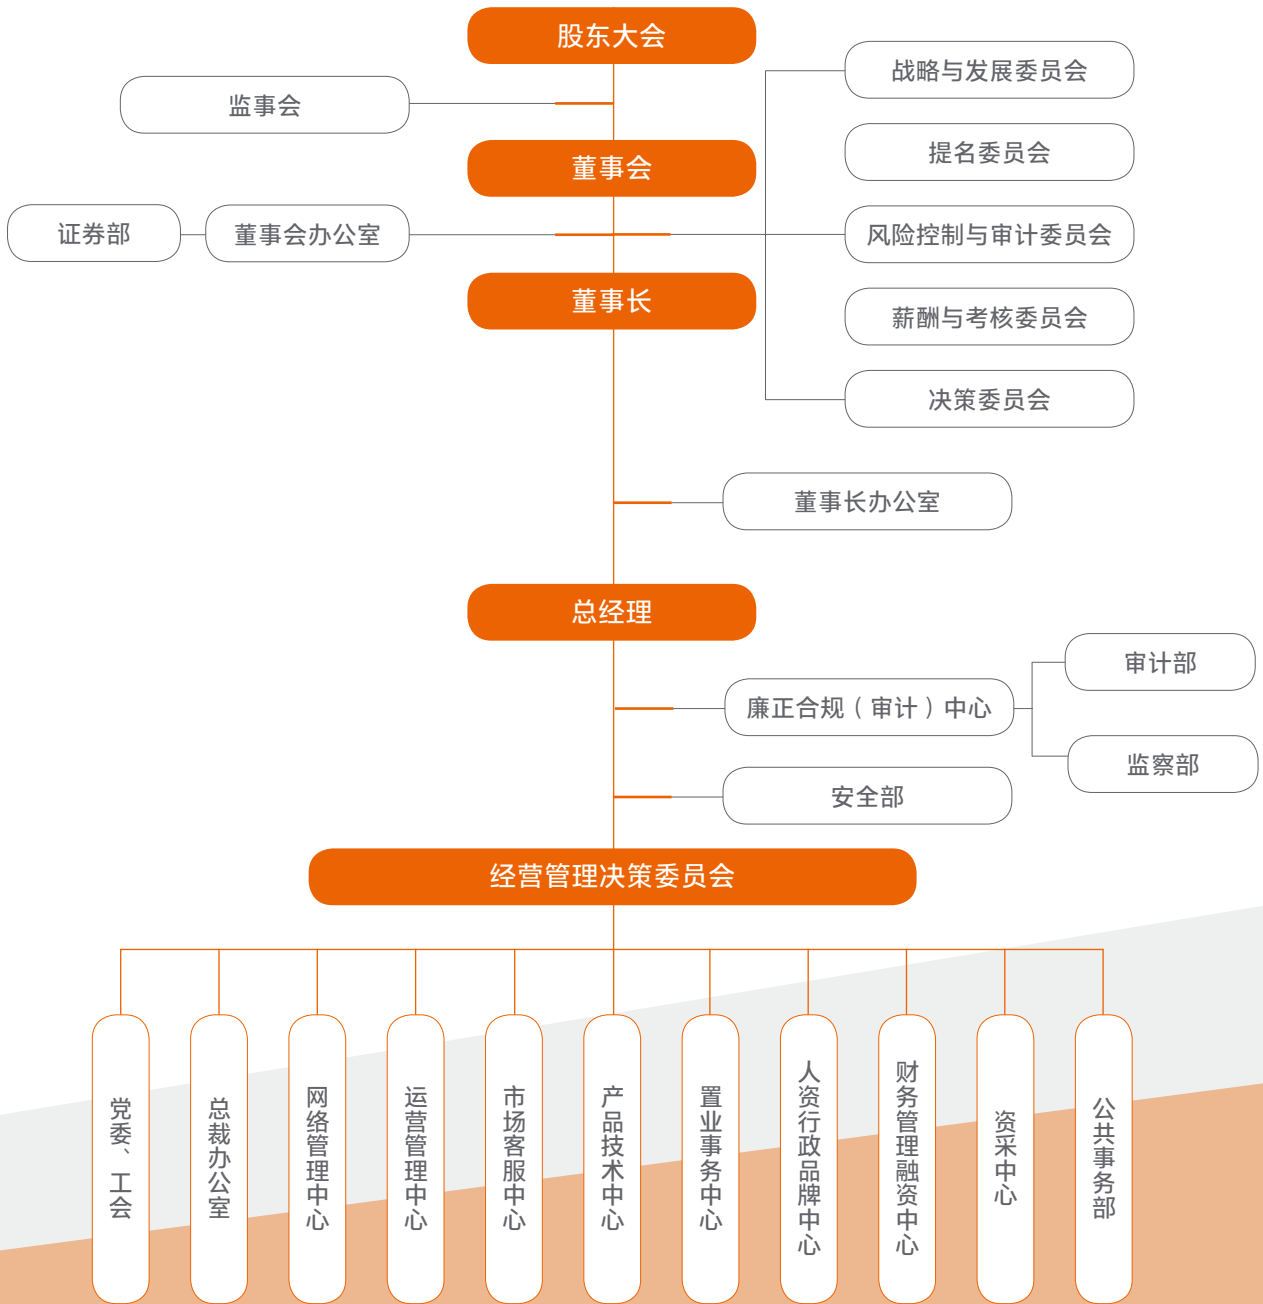 股东大会
战略与发展委员会
监事会
提名委员会
董事会
证券部
董事会办公室
风险控制与审计委员会
董事长
薪酬与考核委员会
决策委员会
董事长办公室
总经理
审计部
廉正合规（审计）中心
监察部
安全部
经营管理决策委员会
党委、工会
总裁办公室
网络管理中心
运营管理中心
市场客服中心
产品技术中心
置业事务中心
人资行政品牌中心
财务管理融资中心
资采中心
公共事务部